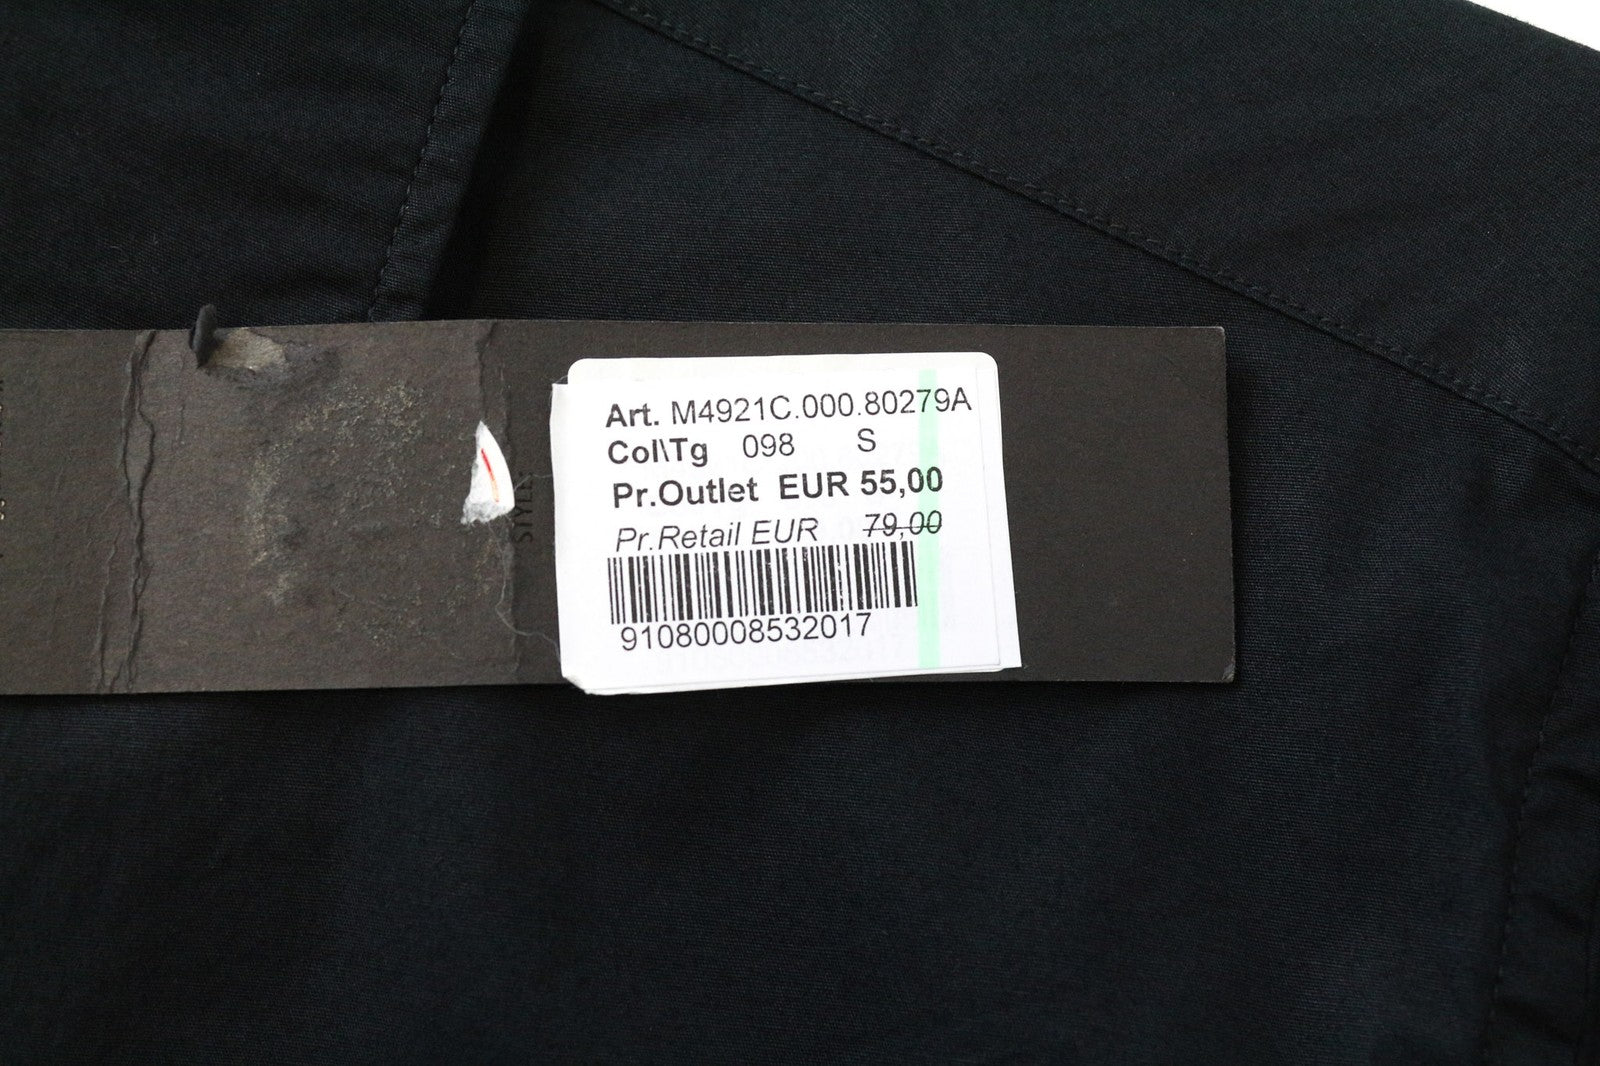 Art. M4921C.000.80279A
Col\Tg 098 S
Pr.Outlet EUR 55,00
Pr.Retail EUR 79,00
91080008532017
STYLE: